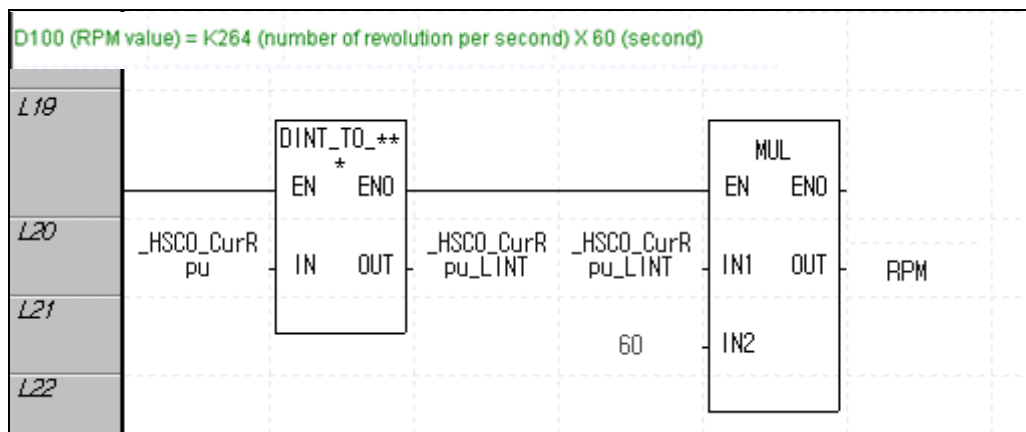 D100 (RPM value) = K264 (number of revolution per second) X 60 (second)
L19
DINT_TO_**
*
MUL
EN ENO
EN ENO
L20
_HSC0_CurR
pu
IN OUT
_HSC0_CurR
pu_LINT
_HSC0_CurR
pu_LINT
IN1 OUT
RPM
L21
60
IN2
L22